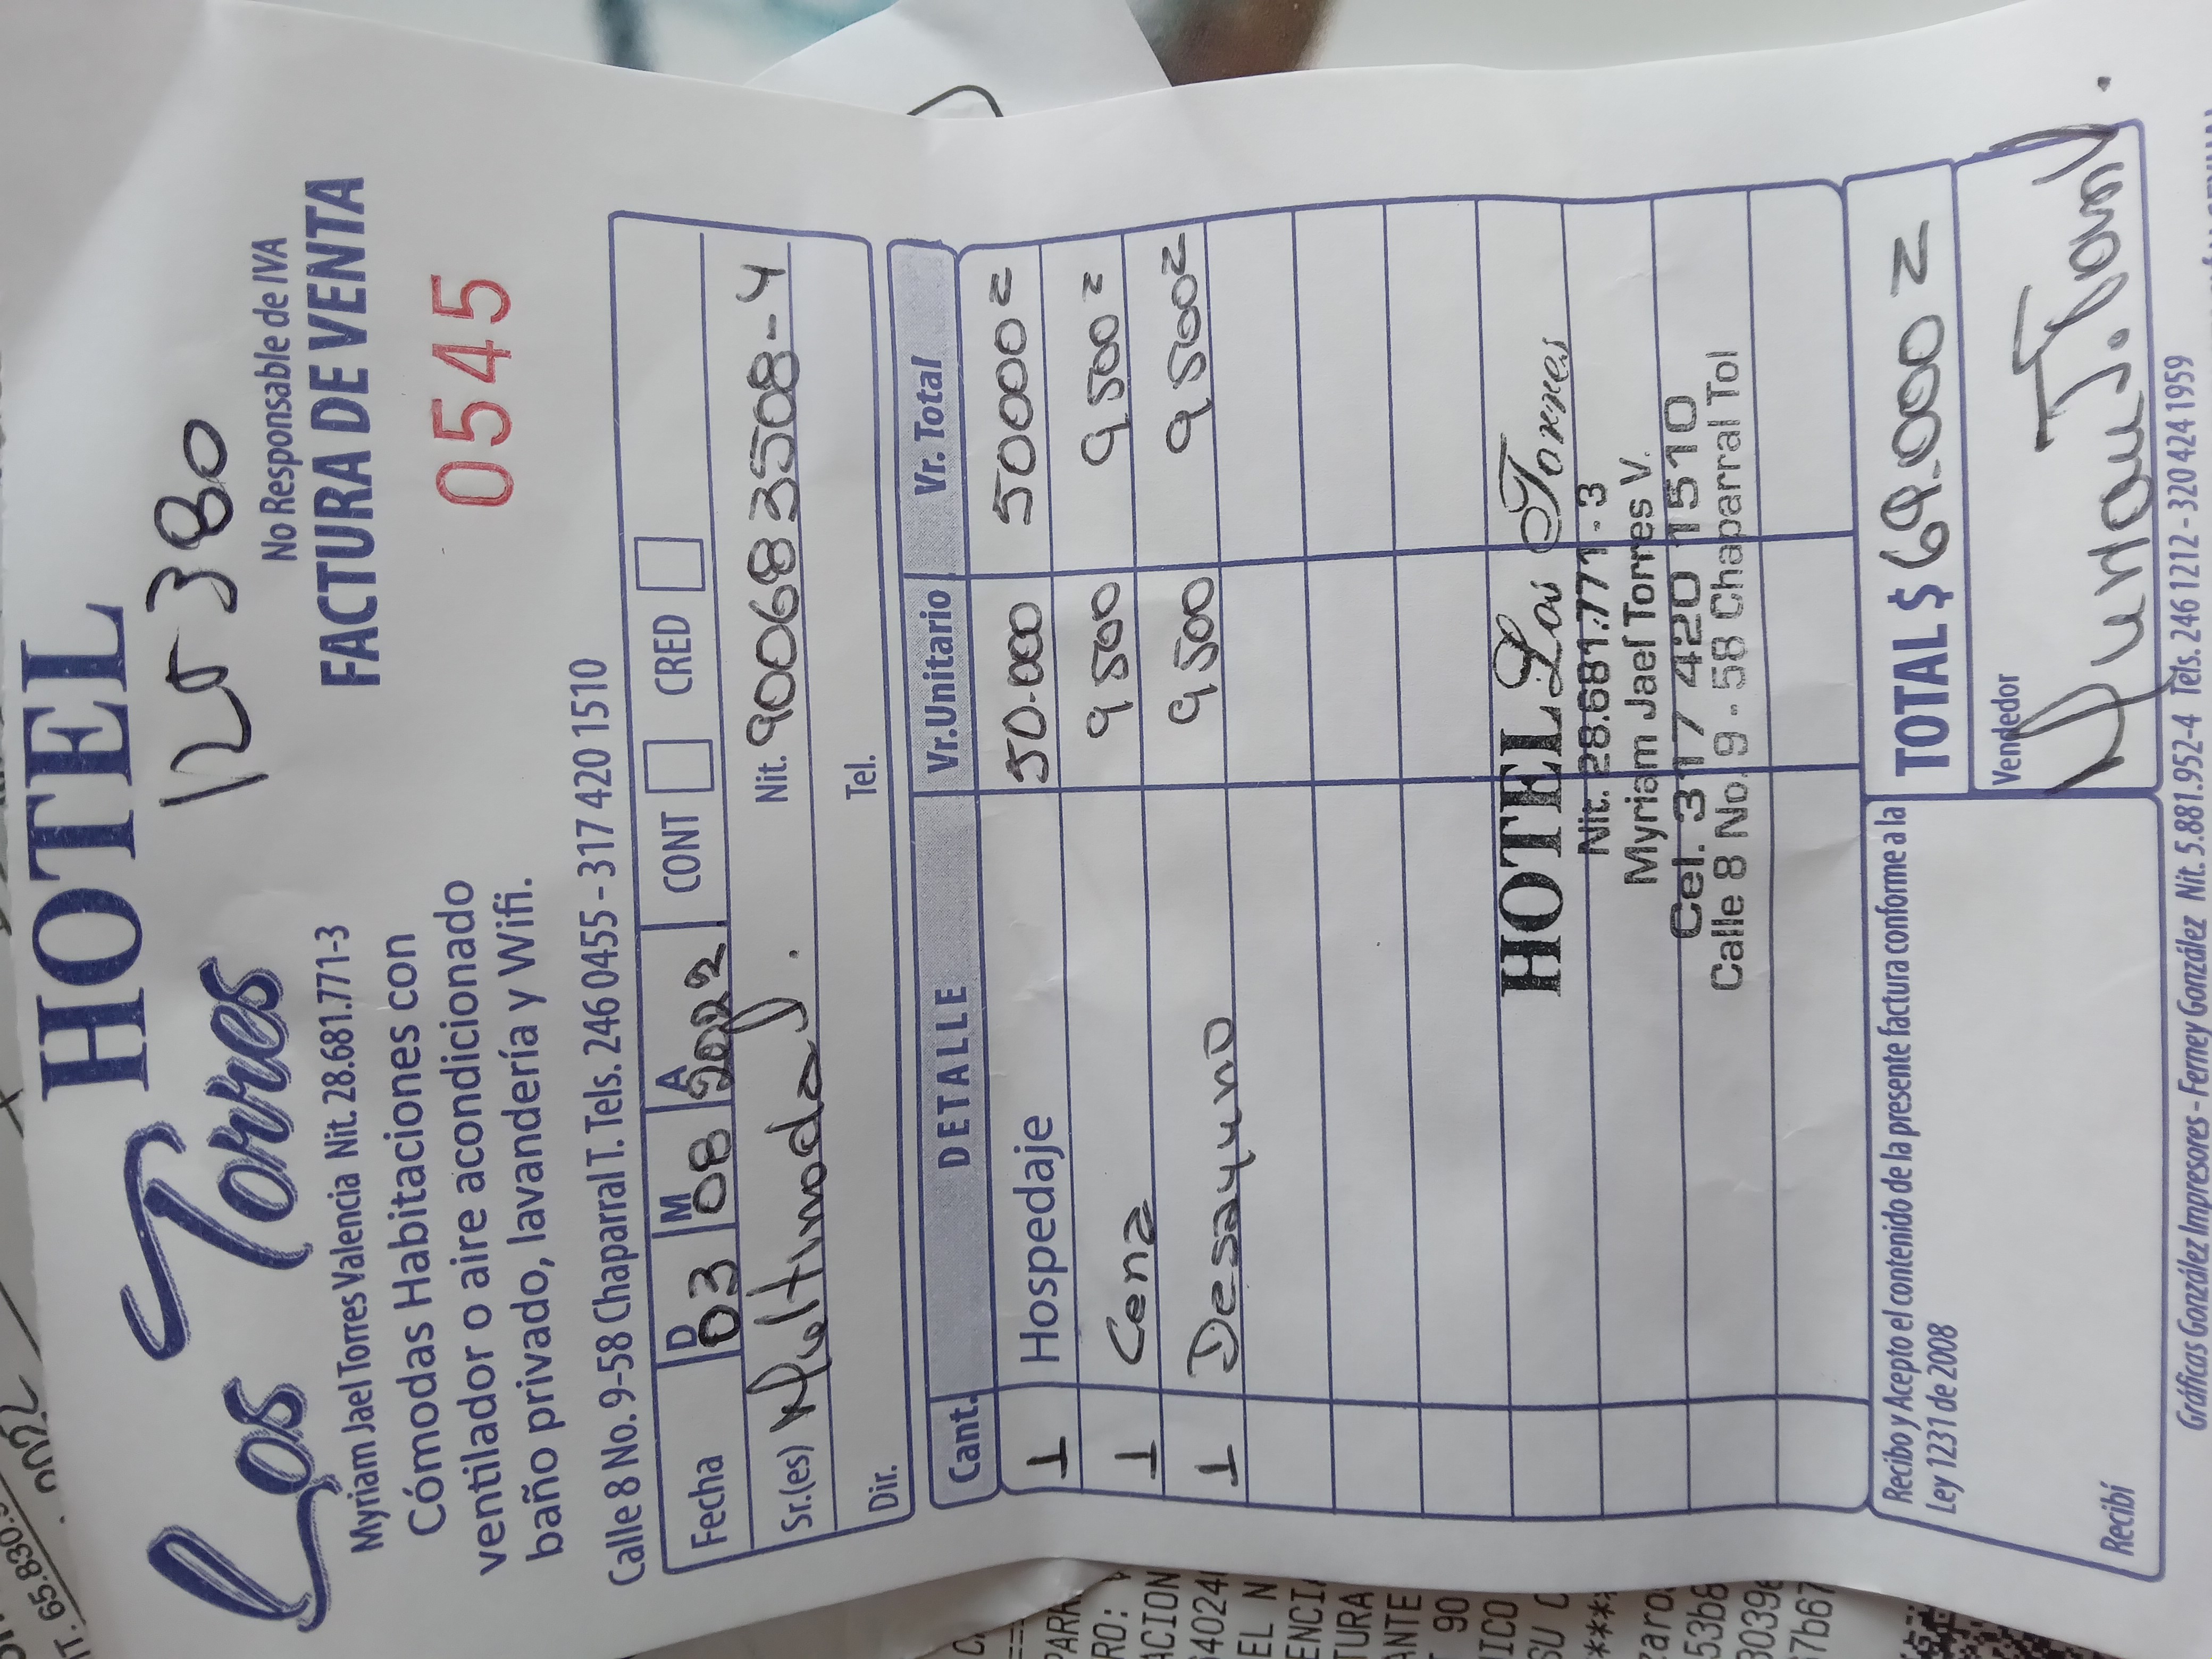 HOTEL
Los Torres
125380
Myriam Jael Torres Valencia Nit. 28.681.771-3
No Responsable de IVA
Cómodas Habitaciones con
ventilador o aire acondicionado
baño privado, lavandería y Wifi.
FACTURA DE VENTA
0545
Calle 8 No. 9-58 Chaparral T. Tels. 246 0455 - 317 420 1510
Fecha D 03 M 08 A 2022 CONT CRED
Sr.(es) Multimodal. Nit. 900683508-4
Dir. Tel.
Cant. DETALLE Vr.Unitario Vr. Total
1 Hospedaje 50.000 50000=
1 Cena 9500 9500=
1 Desayuno 9500 9500=
HOTEL Los Torres
Nit. 28.681.771-3
Myriam Jael Torres V.
Cel. 317 420 1510
Calle 8 No. 9 - 58 Chaparral Tol
Recibo y Acepto el contenido de la presente factura conforme a la
Ley 1231 de 2008
TOTAL $ 69.000=
Recibí
Vendedor
Gráficas González Impresores - Ferney González Nit. 5.881.952-4 Tels. 246 1212 - 320 424 1959